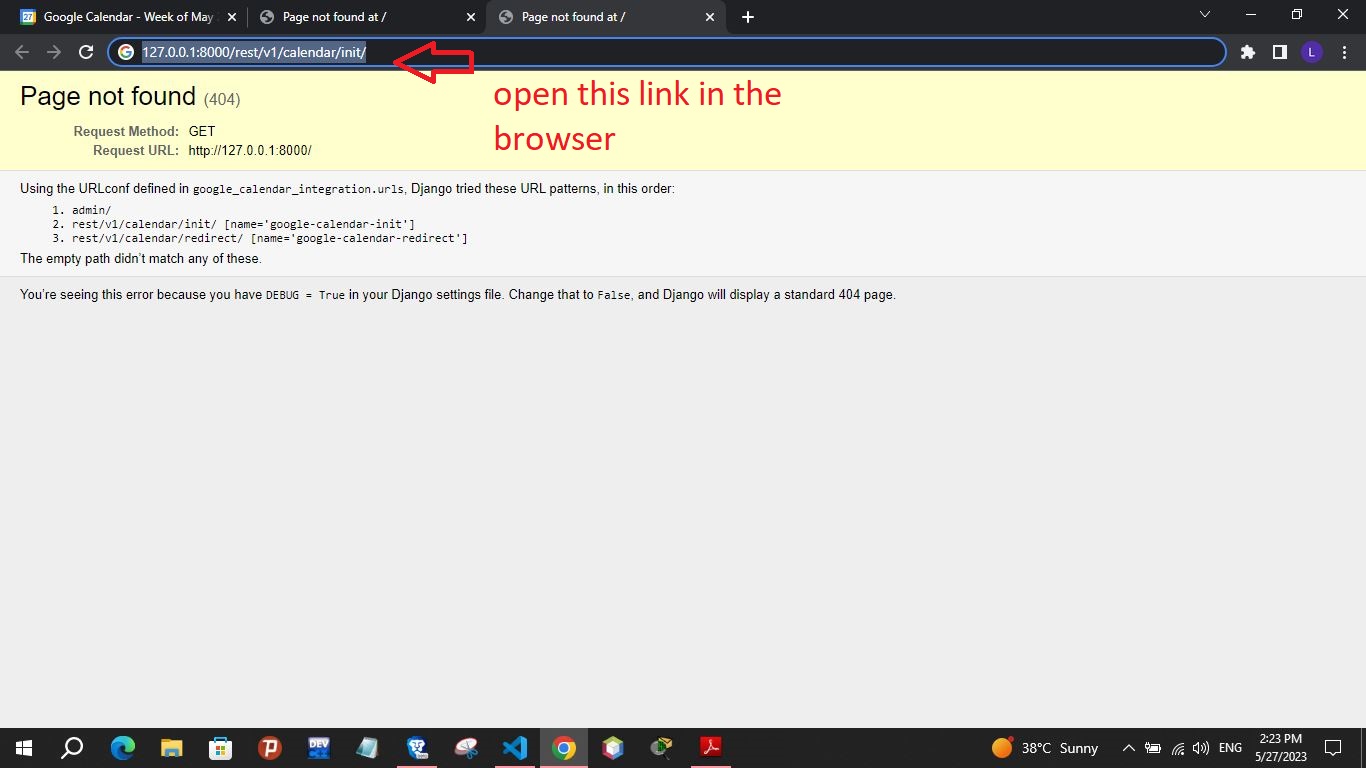 27 Google Calendar - Week of May 2
Page not found at /
Page not found at /
127.0.0.1:8000/rest/v1/calendar/init/
L
open this link in the
browser
Page not found (404)
Request Method: GET
Request URL: http://127.0.0.1:8000/
Using the URLconf defined in google_calendar_integration.urls, Django tried these URL patterns, in this order:
1. admin/
2. rest/v1/calendar/init/ [name='google-calendar-init']
3. rest/v1/calendar/redirect/ [name='google-calendar-redirect']
The empty path didn't match any of these.
You're seeing this error because you have DEBUG = True in your Django settings file. Change that to False, and Django will display a standard 404 page.
DEV
38°C Sunny
ENG
2:23 PM
5/27/2023